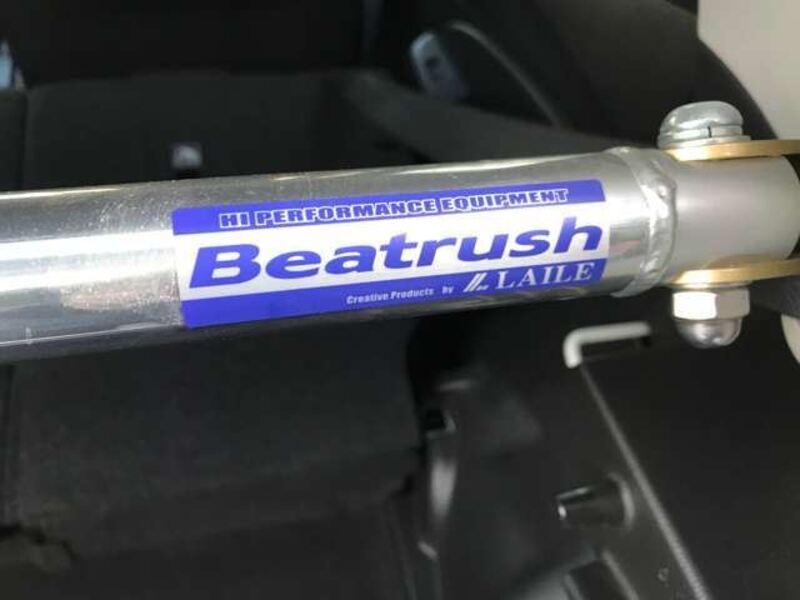 HI PERFORMANCE EQUIPMENT
Beatrush
Creative Products by LAILE